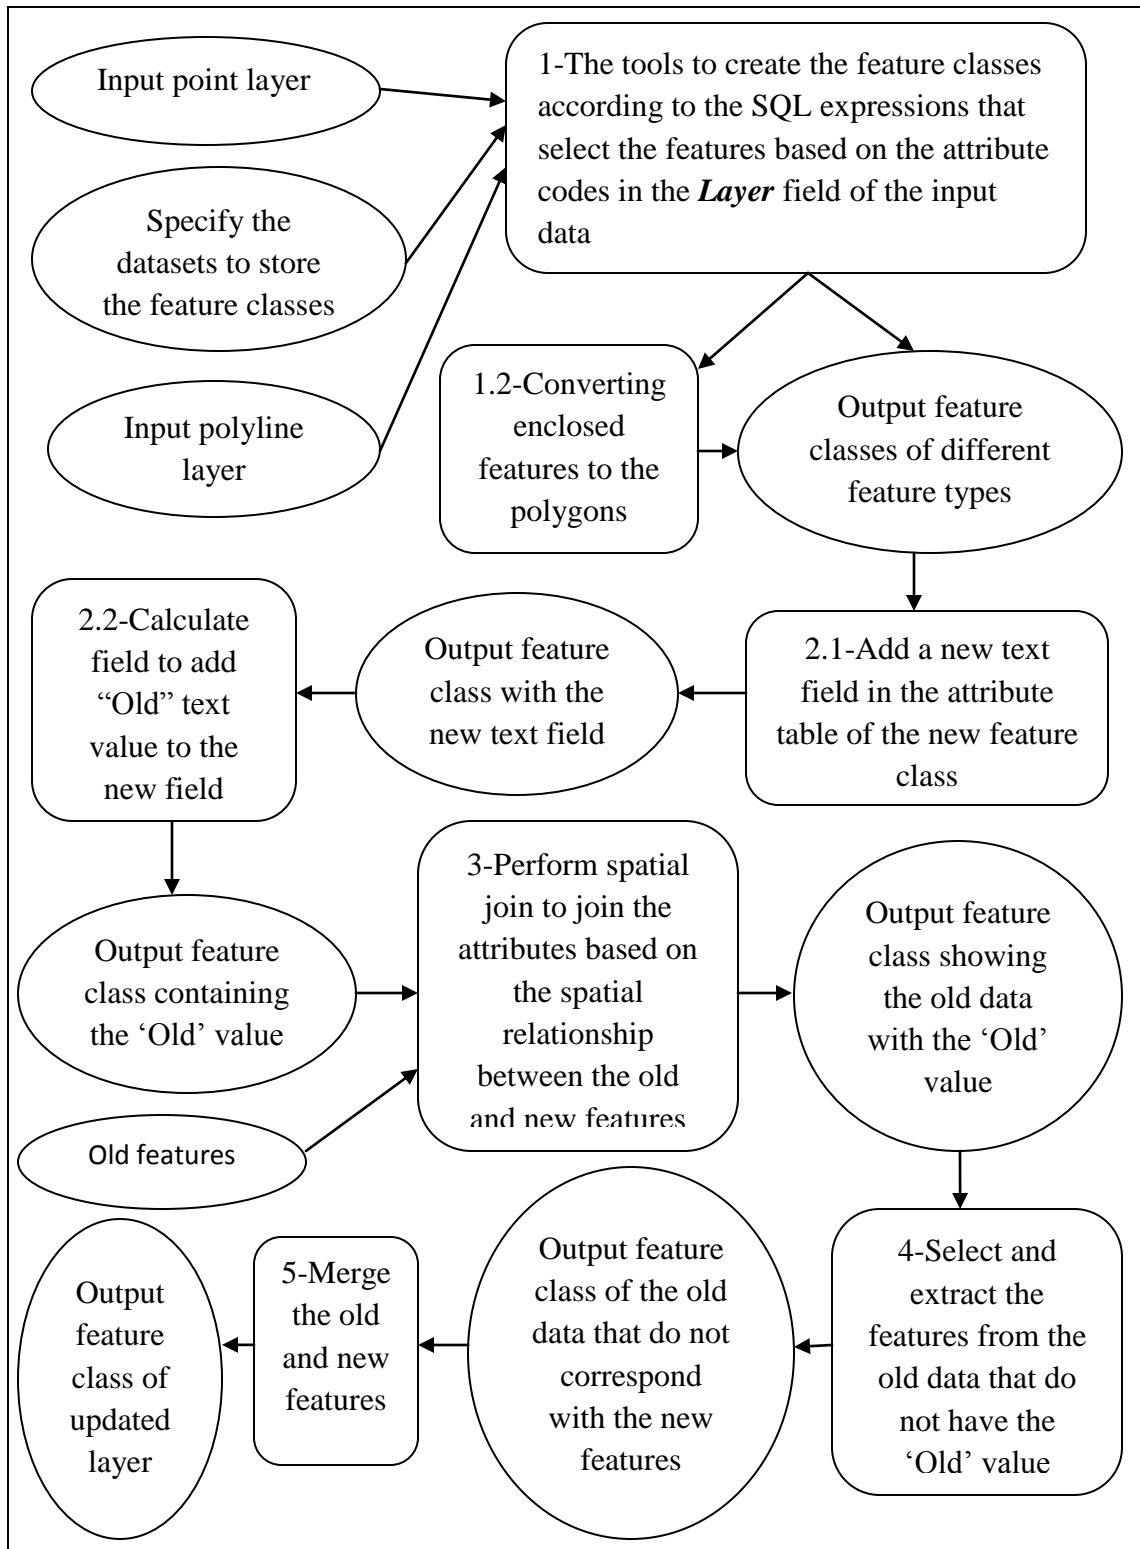 Input point layer
1-The tools to create the feature classes
according to the SQL expressions that
select the features based on the attribute
codes in the Layer field of the input
data
Specify the
datasets to store
the feature classes
Input polyline
layer
1.2-Converting
enclosed
features to the
polygons
Output feature
classes of different
feature types
2.2-Calculate
field to add
“Old” text
value to the
new field
Output feature
class with the
new text field
2.1-Add a new text
field in the attribute
table of the new feature
class
Output feature
class containing
the ‘Old’ value
3-Perform spatial
join to join the
attributes based on
the spatial
relationship
between the old
and new features
Output feature
class showing
the old data
with the ‘Old’
value
Old features
Output
feature
class of
updated
layer
5-Merge
the old
and new
features
Output feature
class of the old
data that do not
correspond
with the new
features
4-Select and
extract the
features from the
old data that do
not have the
‘Old’ value